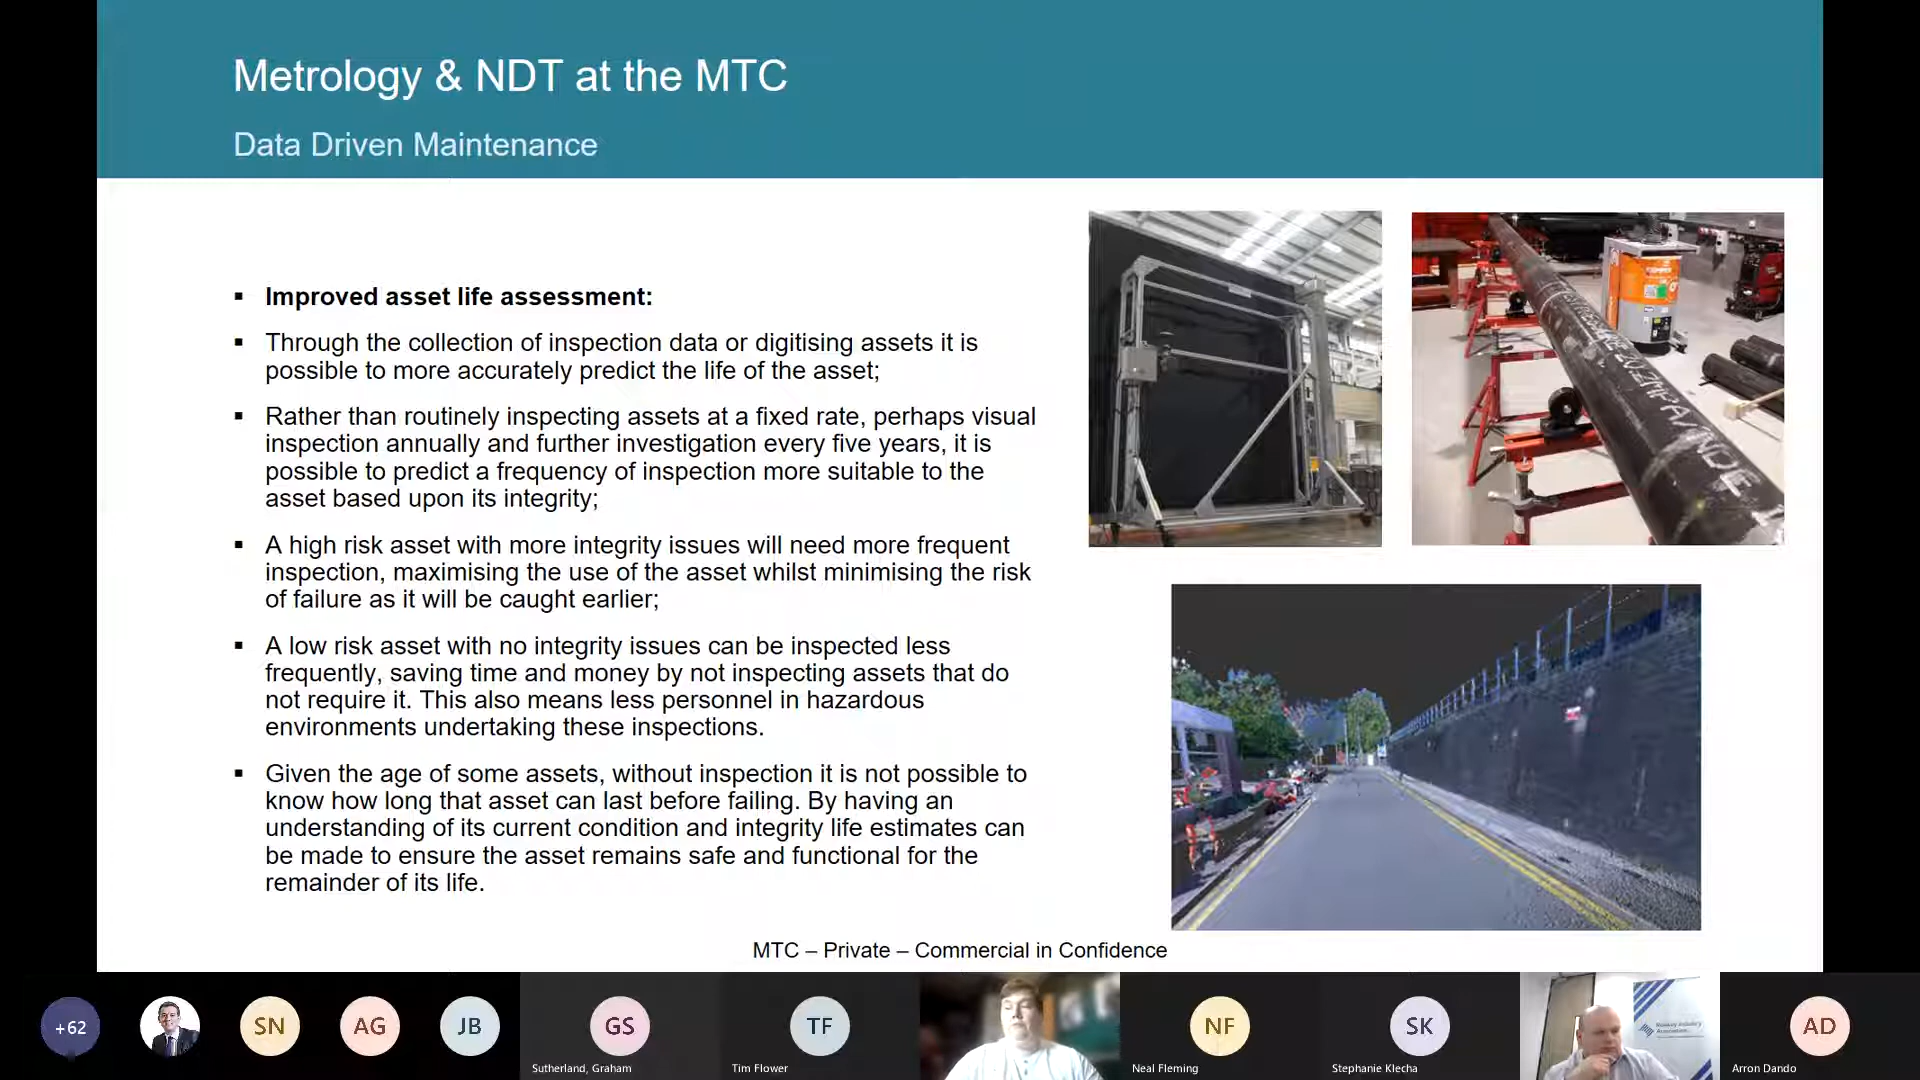 Metrology & NDT at the MTC
Data Driven Maintenance
▪ Improved asset life assessment:
▪ Through the collection of inspection data or digitising assets it is
possible to more accurately predict the life of the asset;
▪ Rather than routinely inspecting assets at a fixed rate, perhaps visual
inspection annually and further investigation every five years, it is
possible to predict a frequency of inspection more suitable to the
asset based upon its integrity;
▪ A high risk asset with more integrity issues will need more frequent
inspection, maximising the use of the asset whilst minimising the risk
of failure as it will be caught earlier;
▪ A low risk asset with no integrity issues can be inspected less
frequently, saving time and money by not inspecting assets that do
not require it. This also means less personnel in hazardous
environments undertaking these inspections.
▪ Given the age of some assets, without inspection it is not possible to
know how long that asset can last before failing. By having an
understanding of its current condition and integrity life estimates can
be made to ensure the asset remains safe and functional for the
remainder of its life.
MTC – Private – Commercial in Confidence
+62
SN
AG
JB
GS
Sutherland, Graham
TF
Tim Flower
NF
Neal Fleming
SK
Stephanie Klecha
Railway Industry
Association
AD
Arron Dando